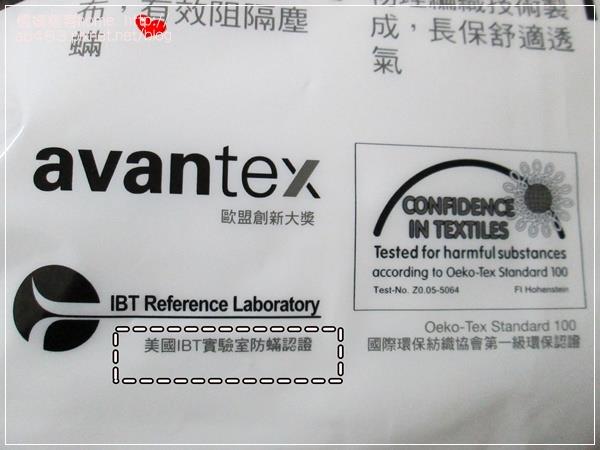 布，有效阻隔塵
蟎
成，長保舒適透
氣
avantex
歐盟創新大獎
CONFIDENCE
IN TEXTILES
Tested for harmful substances
according to Oeko-Tex Standard 100
Test-No. Z0.05-5064 FI Hohenstein
IBT Reference Laboratory
美國IBT實驗室防蟎認證
Oeko-Tex Standard 100
國際環保紡織協會第一級環保認證